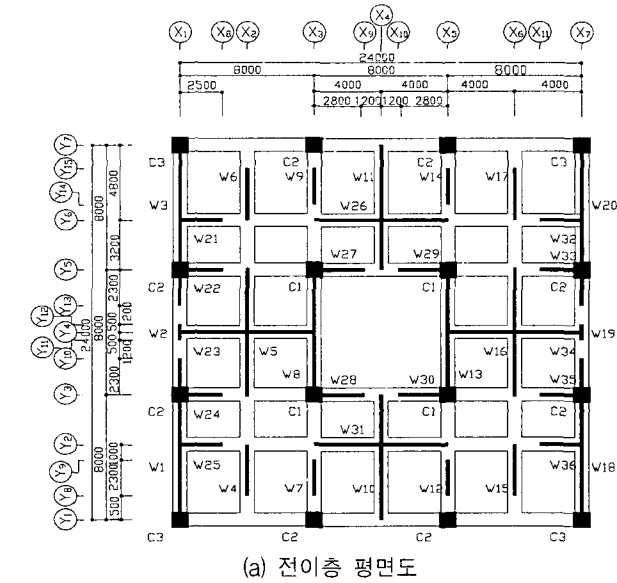 X4
X1 X8 X2 X3 X9 X10 X5 X6 X11 X7
24000
8000 8000 8000
4000 4000 4000 4000
2500
2800 1200 1200 2800
Y7
C3 C2 C2 C3
Y15
W6 W9 W11 W14 W17
4800
Y14
8000
W3 W26 W20
Y6
W21 W32
3200
W27 W29 W33
Y5
C2 W22 C1 C1 C2
2300
Y13
Y12
1200
500
Y4
W2 W19
24000
8000
500
Y11
W23 W5 W16 W34
Y10
1200
W8 W13 W35
2300
W28 W30
Y3
C2 W24 C1 C1 C2
W31
Y2
1000
W1 W25 W36 W18
Y9
8000
2300
W4 W7 W10 W12 W15
Y8
1500
Y1
C3 C2 C2 C3
(a) 전이층 평면도